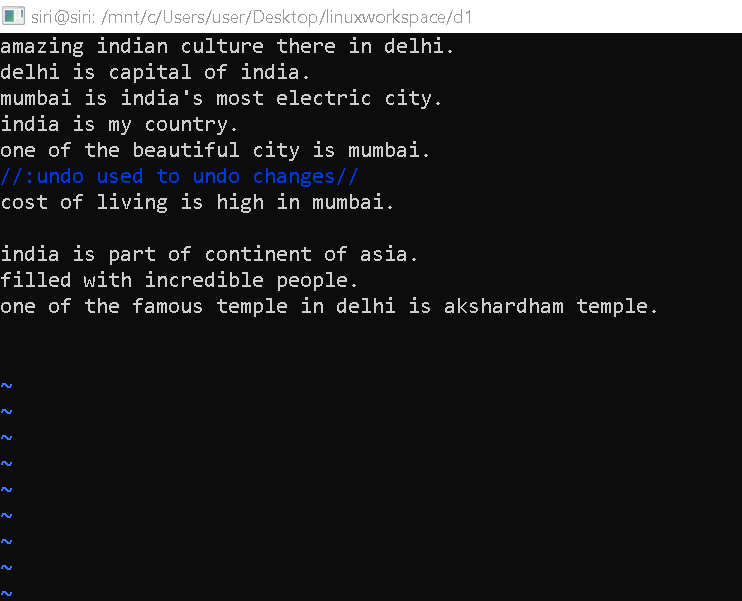 siri@siri: /mnt/c/Users/user/Desktop/linuxworkspace/d1
amazing indian culture there in delhi.
delhi is capital of india.
mumbai is india's most electric city.
india is my country.
one of the beautiful city is mumbai.
//:undo used to undo changes//
cost of living is high in mumbai.
india is part of continent of asia.
filled with incredible people.
one of the famous temple in delhi is akshardham temple.
~
~
~
~
~
~
~
~
~